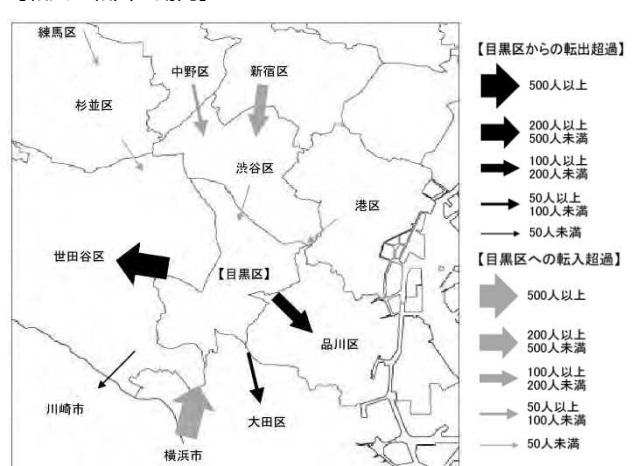 練馬区
中野区
新宿区
杉並区
渋谷区
港区
世田谷区
【目黒区】
品川区
川崎市
大田区
横浜市
【目黒区からの転出超過】
500人以上
200人以上
500人未満
100人以上
200人未満
50人以上
100人未満
50人未満
【目黒区への転入超過】
500人以上
200人以上
500人未満
100人以上
200人未満
50人以上
100人未満
50人未満